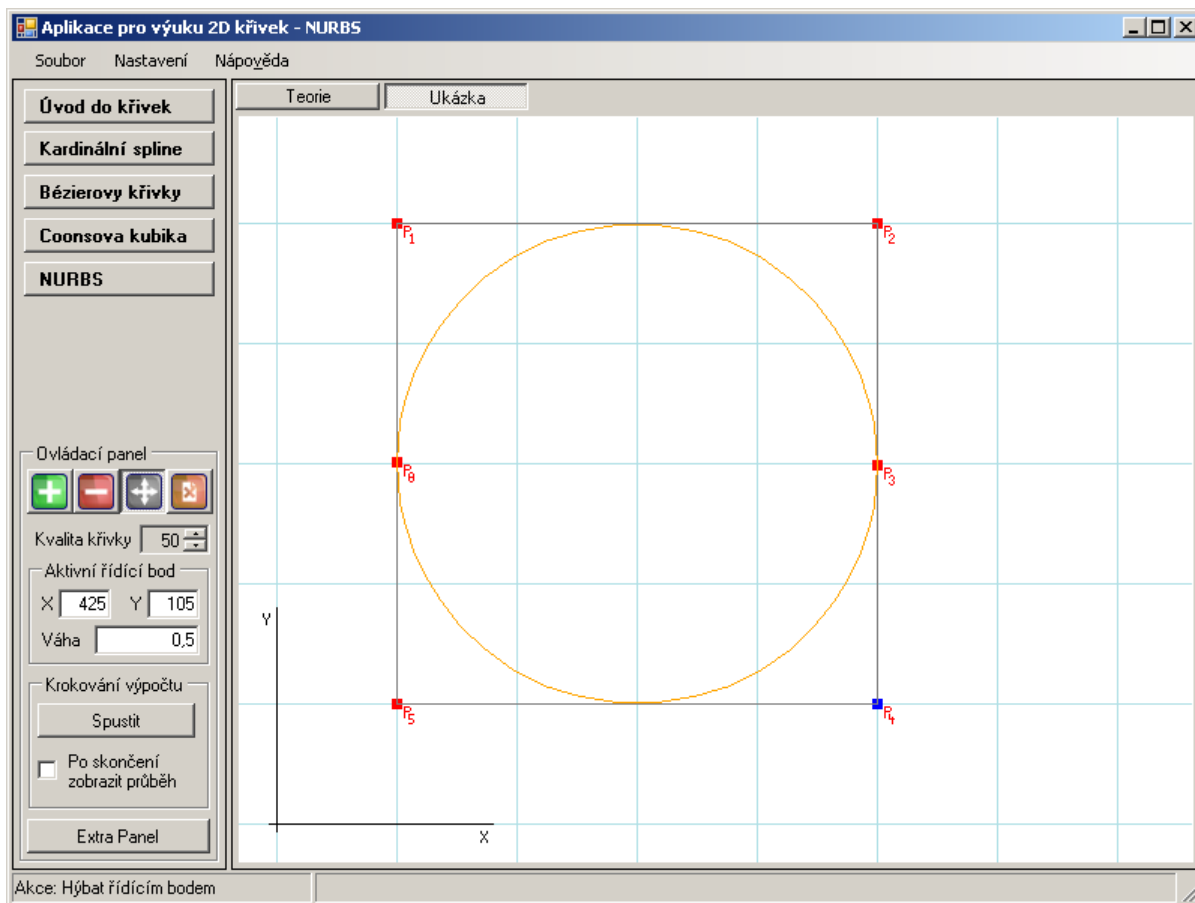 Aplikace pro výuku 2D křivek - NURBS
Soubor Nastavení Nápověda
Úvod do křivek
Kardinální spline
Bézierovy křivky
Coonsova kubika
NURBS
Teorie Ukázka
P1
P2
P3
P4
P5
Ovládací panel
Kvalita křivky 50
Aktivní řídící bod
X 425 Y 105
Váha 0,5
Krokování výpočtu
Spustit
Po skončení
zobrazit průběh
Extra Panel
Y
X
Akce: Hýbat řídícím bodem